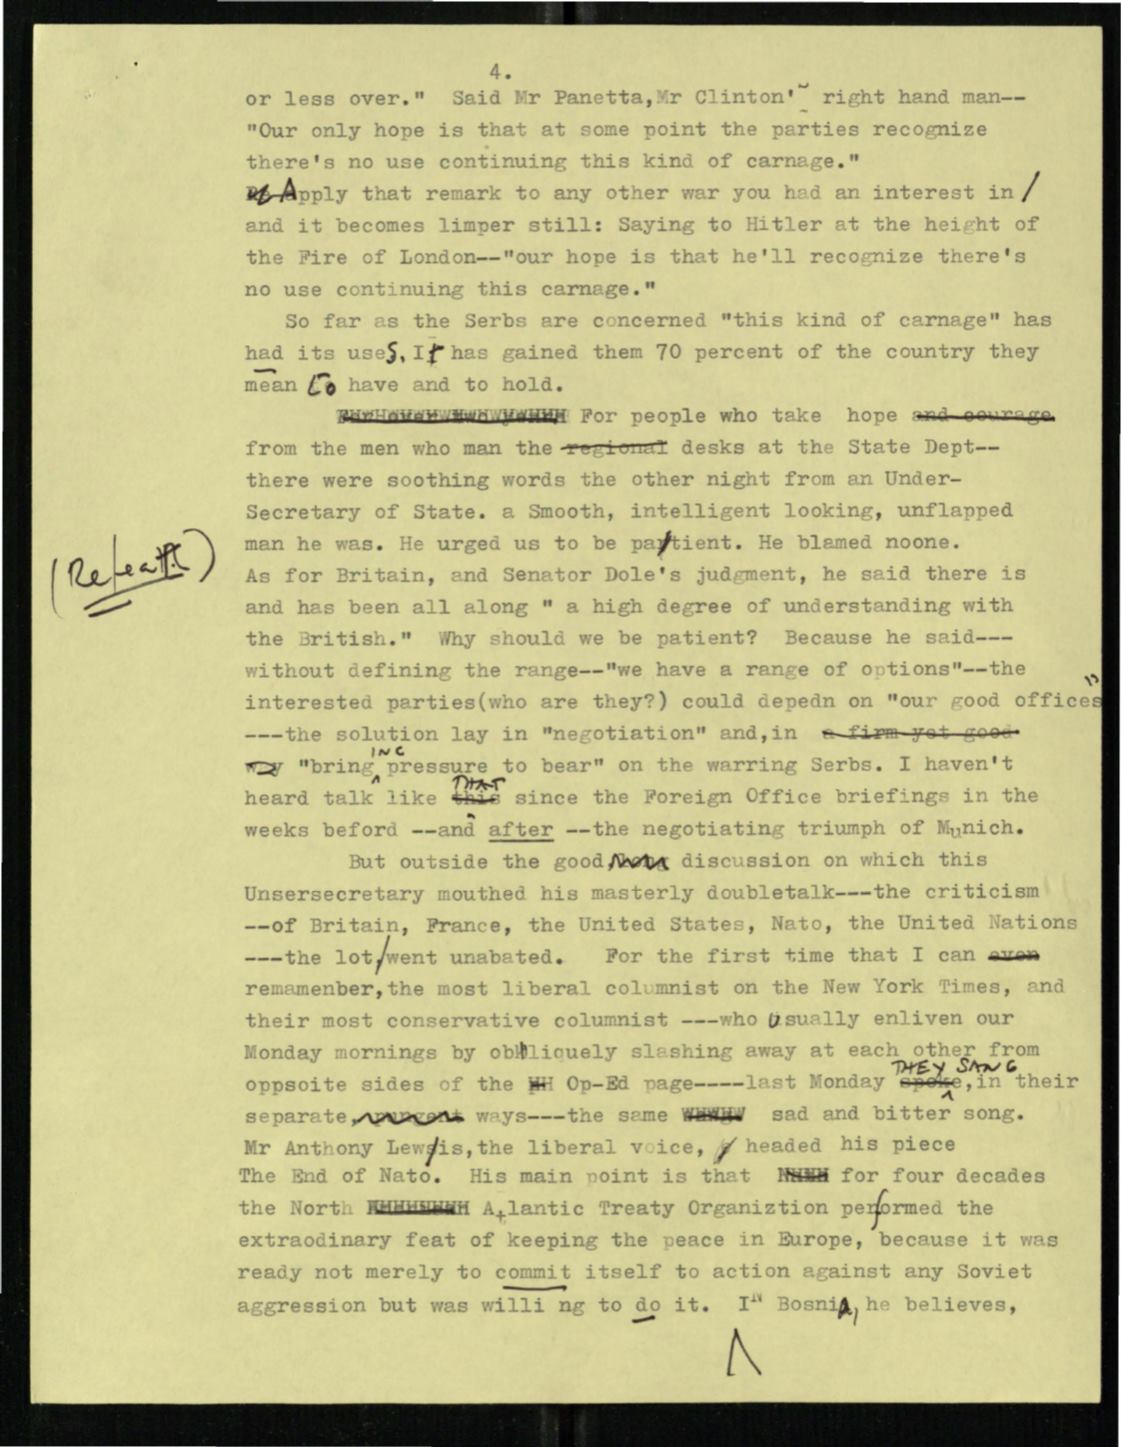 4.
or less over." Said Mr Panetta,Mr Clinton' right hand man--
"Our only hope is that at some point the parties recognize
there's no use continuing this kind of carnage."
Apply that remark to any other war you had an interest in/
and it becomes limper still: Saying to Hitler at the height of
the Fire of London--"our hope is that he'll recognize there's
no use continuing this carnage."
So far as the Serbs are concerned "this kind of carnage" has
had its uses, It has gained them 70 percent of the country they
mean to have and to hold.
For people who take hope and courage
from the men who man the regional desks at the State Dept--
there were soothing words the other night from an Under-
Secretary of State. a Smooth, intelligent looking, unflapped
man he was. He urged us to be patient. He blamed noone.
(Repeat)
As for Britain, and Senator Dole's judgment, he said there is
and has been all along " a high degree of understanding with
the British." Why should we be patient? Because he said---
without defining the range--"we have a range of options"--the
interested parties(who are they?) could depedn on "our good offices"
---the solution lay in "negotiation" and,in a firm yet good
way "bringING pressure to bear" on the warring Serbs. I haven't
heard talk like this THAT since the Foreign Office briefings in the
weeks beford --and after --the negotiating triumph of Munich.
But outside the good, discussion on which this
Unsersecretary mouthed his masterly doubletalk---the criticism
--of Britain, France, the United States, Nato, the United Nations
---the lot,/went unabated. For the first time that I can even
remamenber,the most liberal columnist on the New York Times, and
their most conservative columnist ---who usually enliven our
Monday mornings by obbliquely slashing away at each other from
oppsoite sides of the HH Op-Ed page----last Monday spoke, THEY SANG in their
separate, pungent ways---the same sad and bitter song.
Mr Anthony Lewis,the liberal voice, headed his piece
The End of Nato. His main point is that for four decades
the North Atlantic Treaty Organiztion performed the
extraodinary feat of keeping the peace in Europe, because it was
ready not merely to commit itself to action against any Soviet
aggression but was willi ng to do it. IN BosniA, he believes,